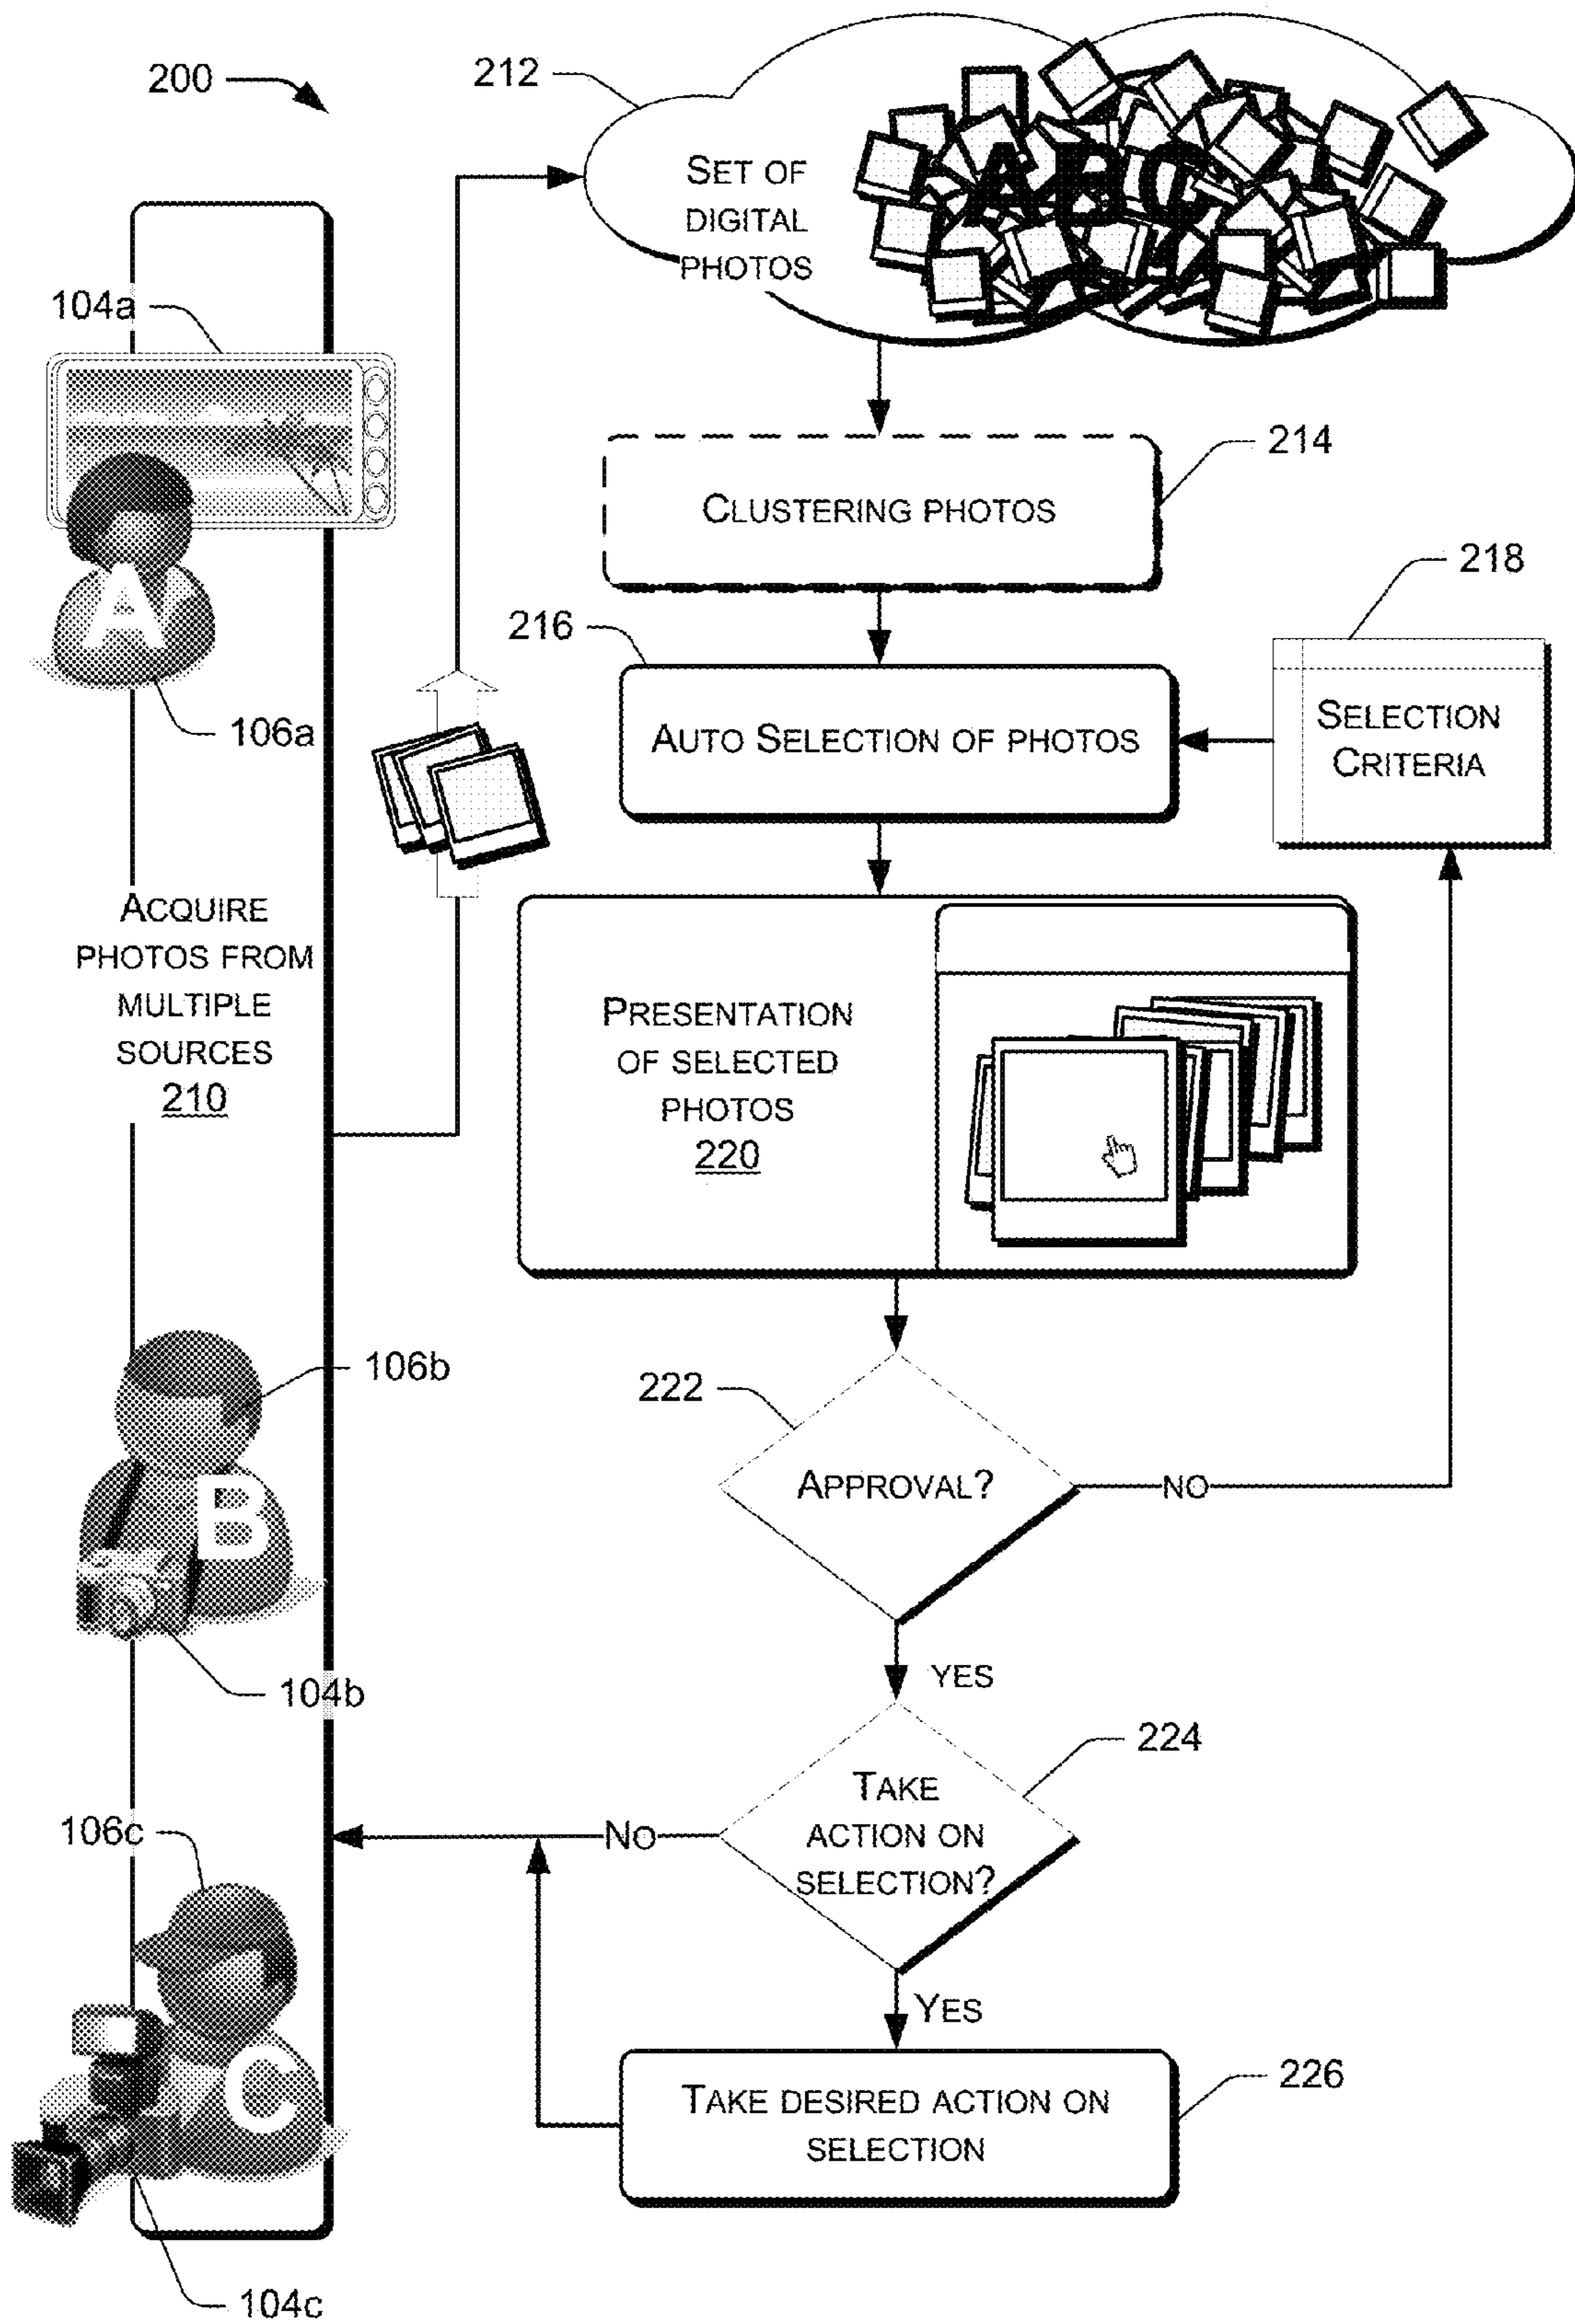 200
212
SET OF
DIGITAL
PHOTOS
ABC
104a
A
106a
214
CLUSTERING PHOTOS
218
216
AUTO SELECTION OF PHOTOS
SELECTION
CRITERIA
ACQUIRE
PHOTOS FROM
MULTIPLE
SOURCES
210
PRESENTATION
OF SELECTED
PHOTOS
220
106b
B
104b
222
APPROVAL?
NO
YES
224
TAKE
ACTION ON
SELECTION?
NO
YES
106c
C
104c
226
TAKE DESIRED ACTION ON
SELECTION